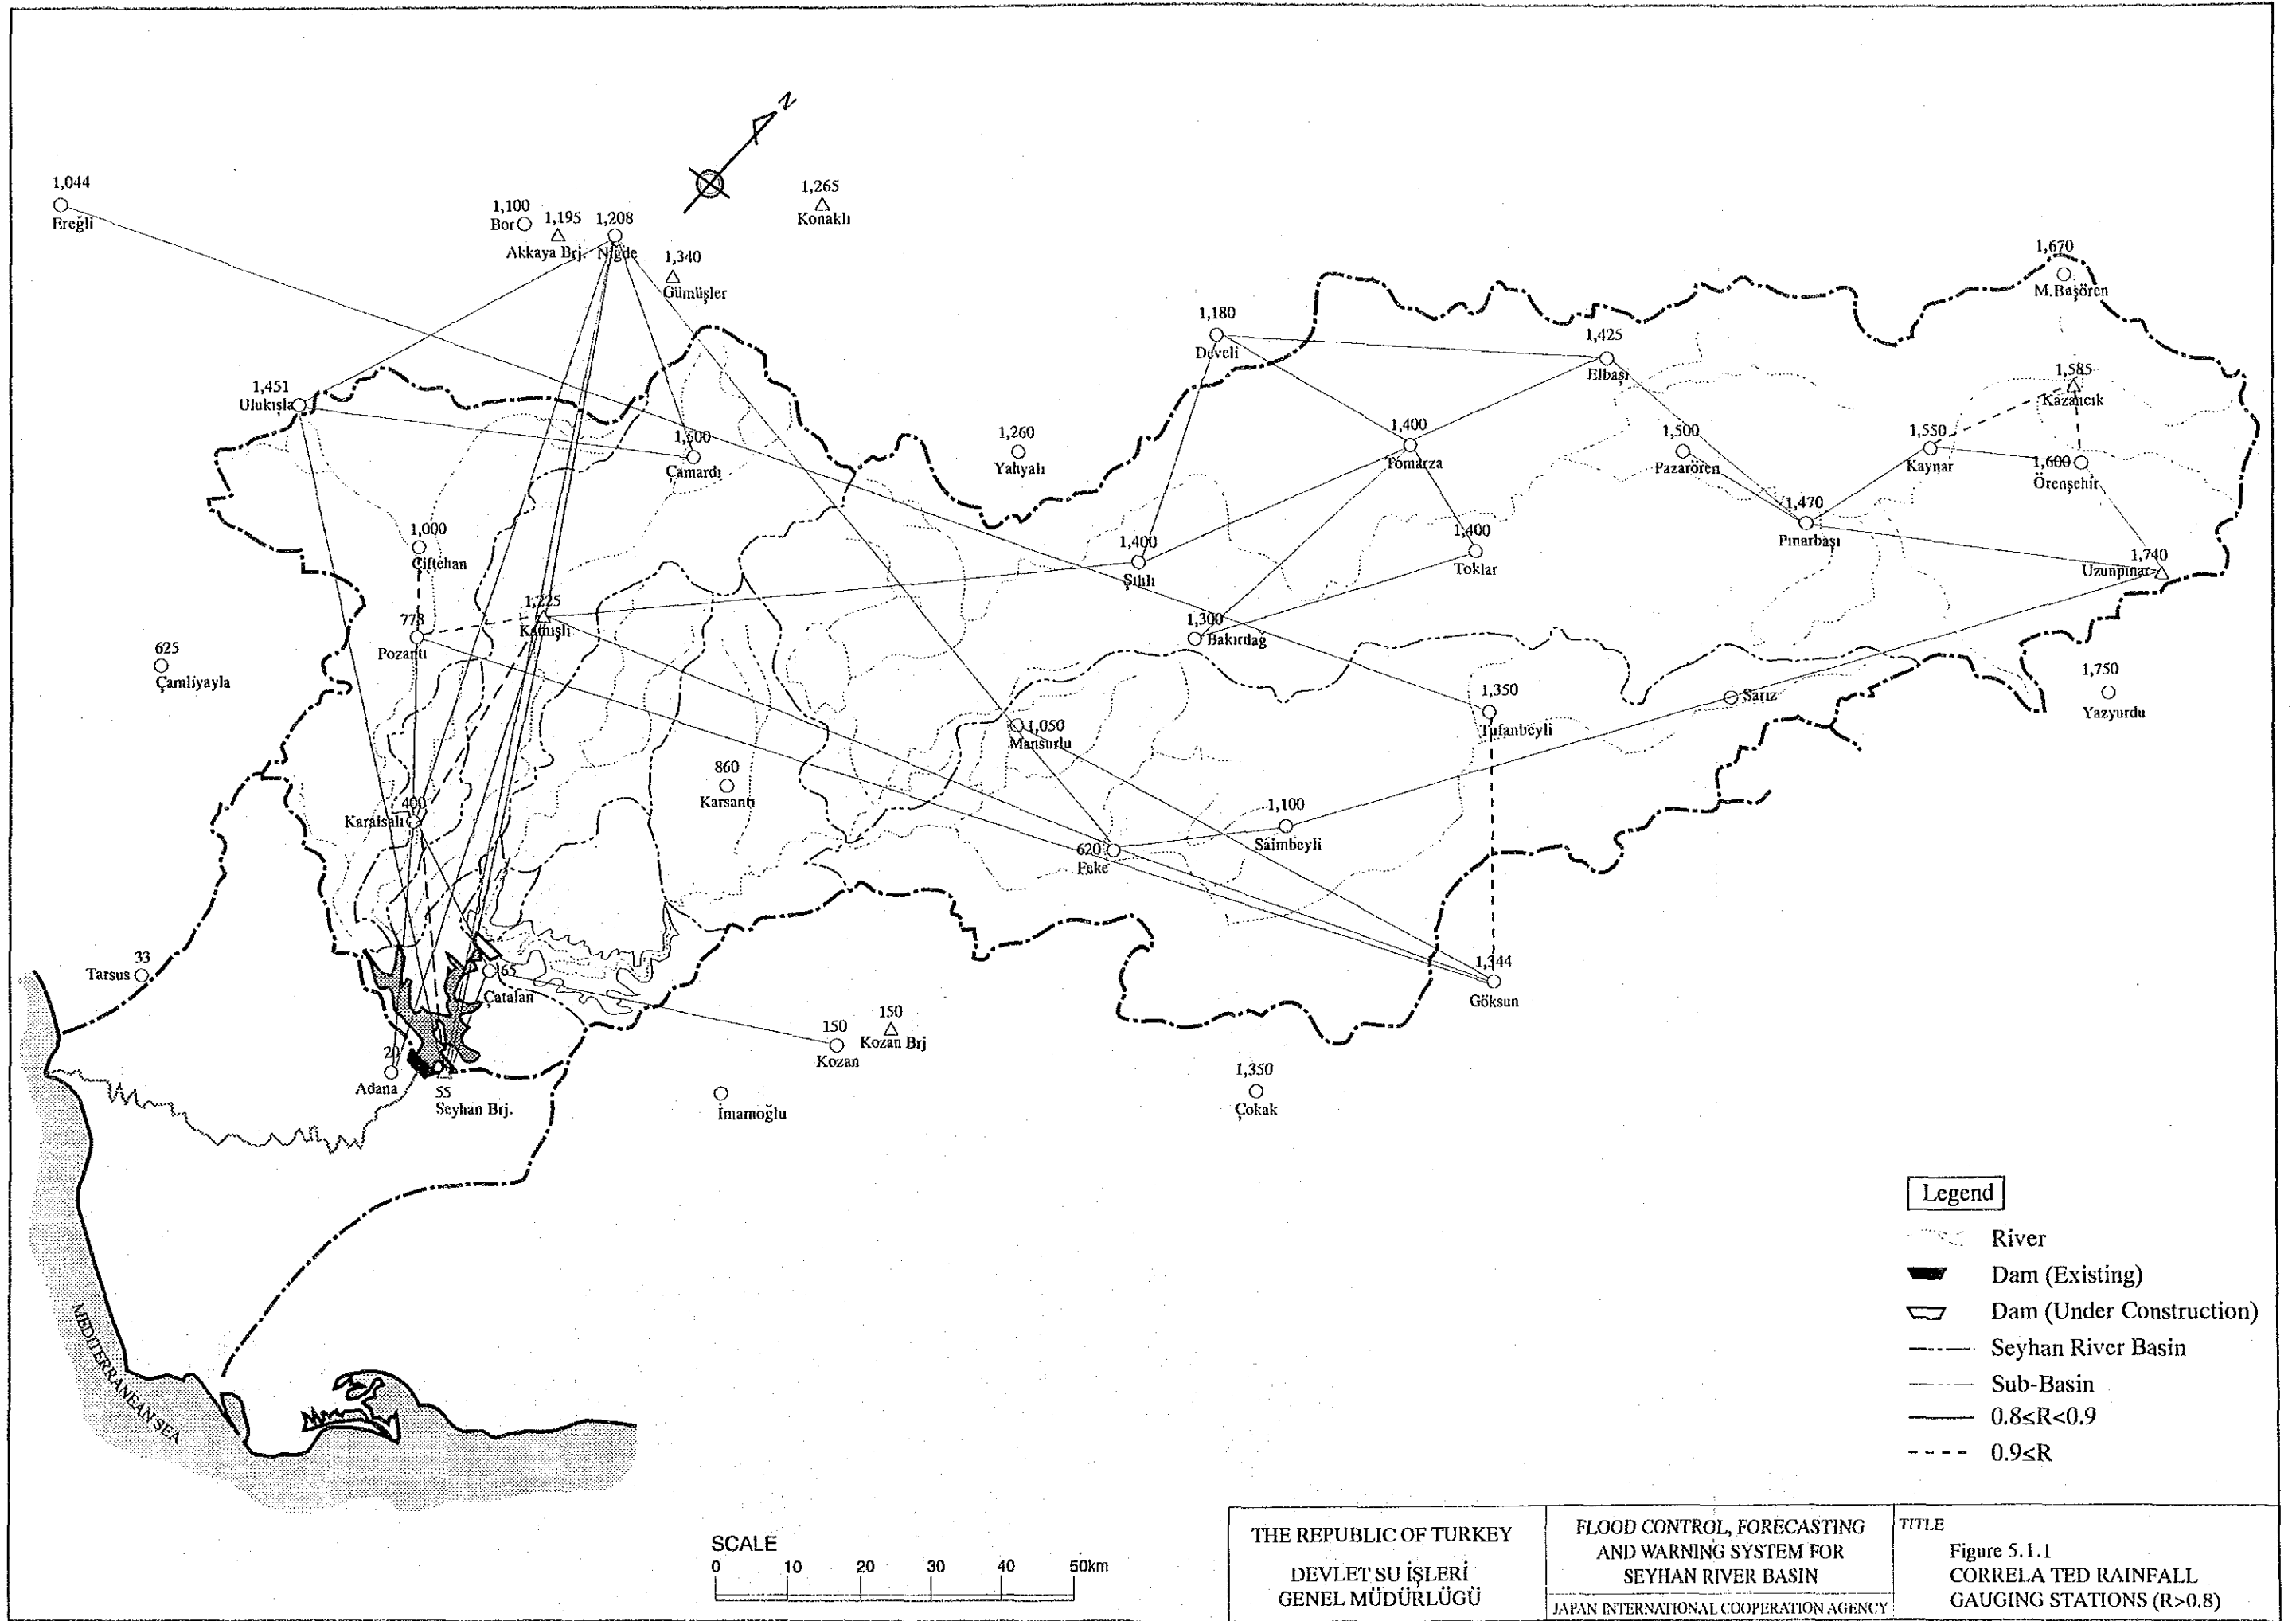 N
1,044
Ereğli
1,100
Bor
1,195
Akkaya Brj.
1,208
Niğde
1,340
Gümüşler
1,265
Konaklı
1,670
M.Başören
1,180
Develi
1,425
Elbaşı
1,585
Kazancık
1,451
Ulukışla
1,500
Çamardı
1,260
Yahyalı
1,400
Tomarza
1,500
Pazarören
1,550
Kaynar
1,600
Örenşehir
1,000
Çiftehan
1,400
Şıhlı
1,400
Toklar
1,470
Pınarbaşı
1,740
Uzunpınar
778
Pozantı
1,225
Kamışlı
1,300
Bakırdağ
625
Çamliyayla
1,350
Tufanbeyli
Sarız
1,750
Yazyurdu
1,050
Mansurlu
860
Karsantı
400
Karaisalı
1,100
Saimbeyli
620
Feke
33
Tarsus
65
Çatalan
1,344
Göksun
150
Kozan
150
Kozan Brj
20
Adana
55
Seyhan Brj.
İmamoğlu
1,350
Çokak
MEDITERRANEAN SEA
Legend
River
Dam (Existing)
Dam (Under Construction)
Seyhan River Basin
Sub-Basin
0.8≤R<0.9
0.9≤R
SCALE
0 10 20 30 40 50km
THE REPUBLIC OF TURKEY
DEVLET SU İŞLERİ
GENEL MÜDÜRLÜGÜ
FLOOD CONTROL, FORECASTING
AND WARNING SYSTEM FOR
SEYHAN RIVER BASIN
JAPAN INTERNATIONAL COOPERATION AGENCY
TITLE
Figure 5.1.1
CORRELA TED RAINFALL
GAUGING STATIONS (R>0.8)